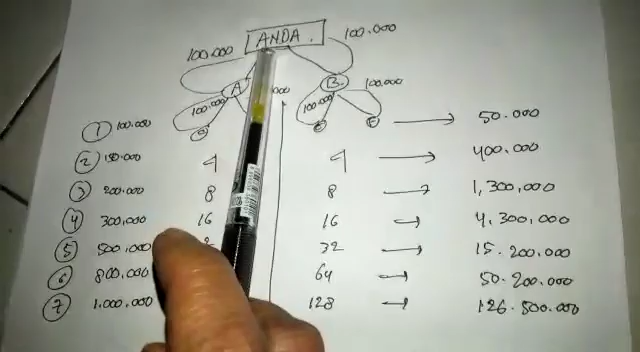 ANDA.
100.000 100.000
A B
100.000 100.000 100.000
1 100.000 50.000
2 150.000 4 4 400.000
3 200.000 8 8 1,300,000
4 300,000 16 16 4,300,000
5 500,000 32 15.200.000
6 800,000 64 50.200.000
7 1.000,000 128 126.500.000